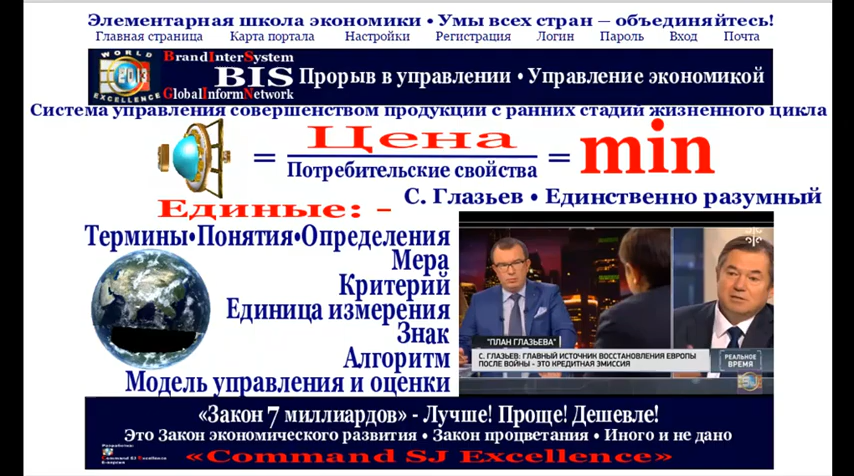 Элементарная школа экономики • Умы всех стран – объединяйтесь!
Главная страница Карта портала Настройки Регистрация Логин Пароль Вход Почта
WORLD EXCELLENCE 2013
BrandInterSystem
BIS Прорыв в управлении • Управление экономикой
GlobalInformNetwork
Система управления совершенством продукции с ранних стадий жизненного цикла
= Цена
Потребительские свойства
= min
С. Глазьев • Единственно разумный
Единые: -
Термины•Понятия•Определения
Мера
Критерий
Единица измерения
Знак
Алгоритм
Модель управления и оценки
"ПЛАН ГЛАЗЬЕВА"
С. ГЛАЗЬЕВ: ГЛАВНЫЙ ИСТОЧНИК ВОССТАНОВЛЕНИЯ ЕВРОПЫ
ПОСЛЕ ВОЙНЫ - ЭТО КРЕДИТНАЯ ЭМИССИЯ
РЕАЛЬНОЕ
ВРЕМЯ
«Закон 7 миллиардов» - Лучше! Проще! Дешевле!
Это Закон экономического развития • Закон процветания • Иного и не дано
Разработка:
Command SJ Excellence
«Command SJ Excellence»